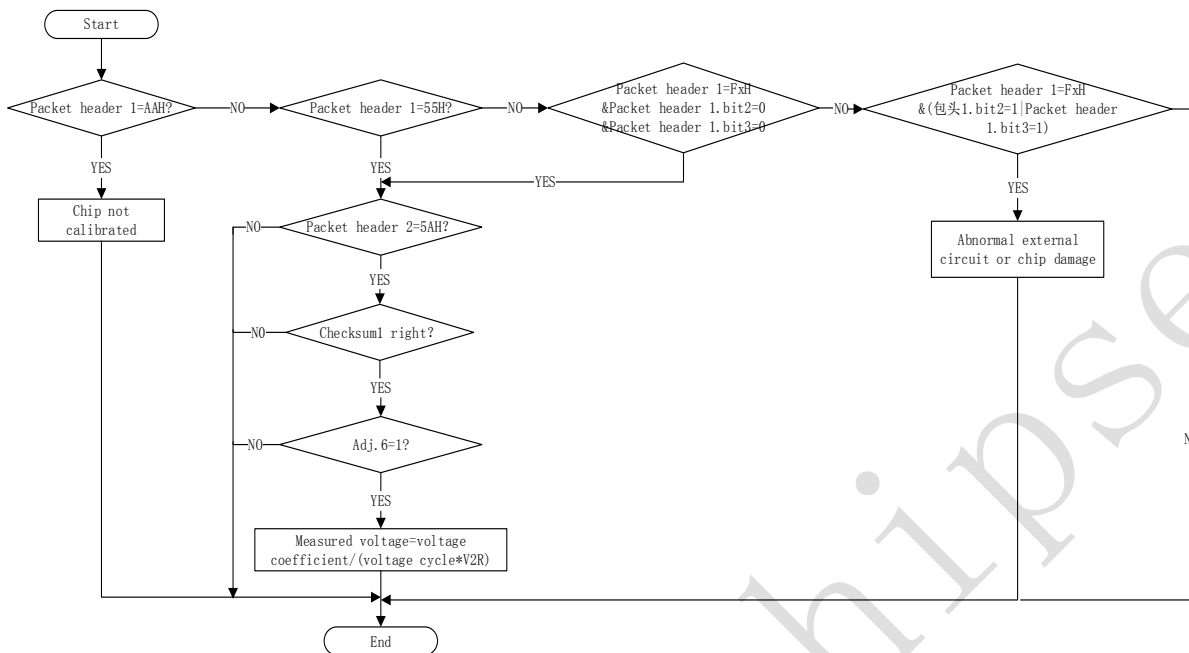 Start
Packet header 1=AAH?
NO
Packet header 1=55H?
NO
Packet header 1=FxH
&Packet header 1.bit2=0
&Packet header 1.bit3=0
NO
Packet header 1=FxH
&(包头1.bit2=1|Packet header
1.bit3=1)
YES
YES
YES
YES
Chip not
calibrated
NO
Packet header 2=5AH?
Abnormal external
circuit or chip damage
YES
NO
Checksum1 right?
YES
NO
Adj.6=1?
N
YES
Measured voltage=voltage
coefficient/(voltage cycle*V2R)
End
hipse